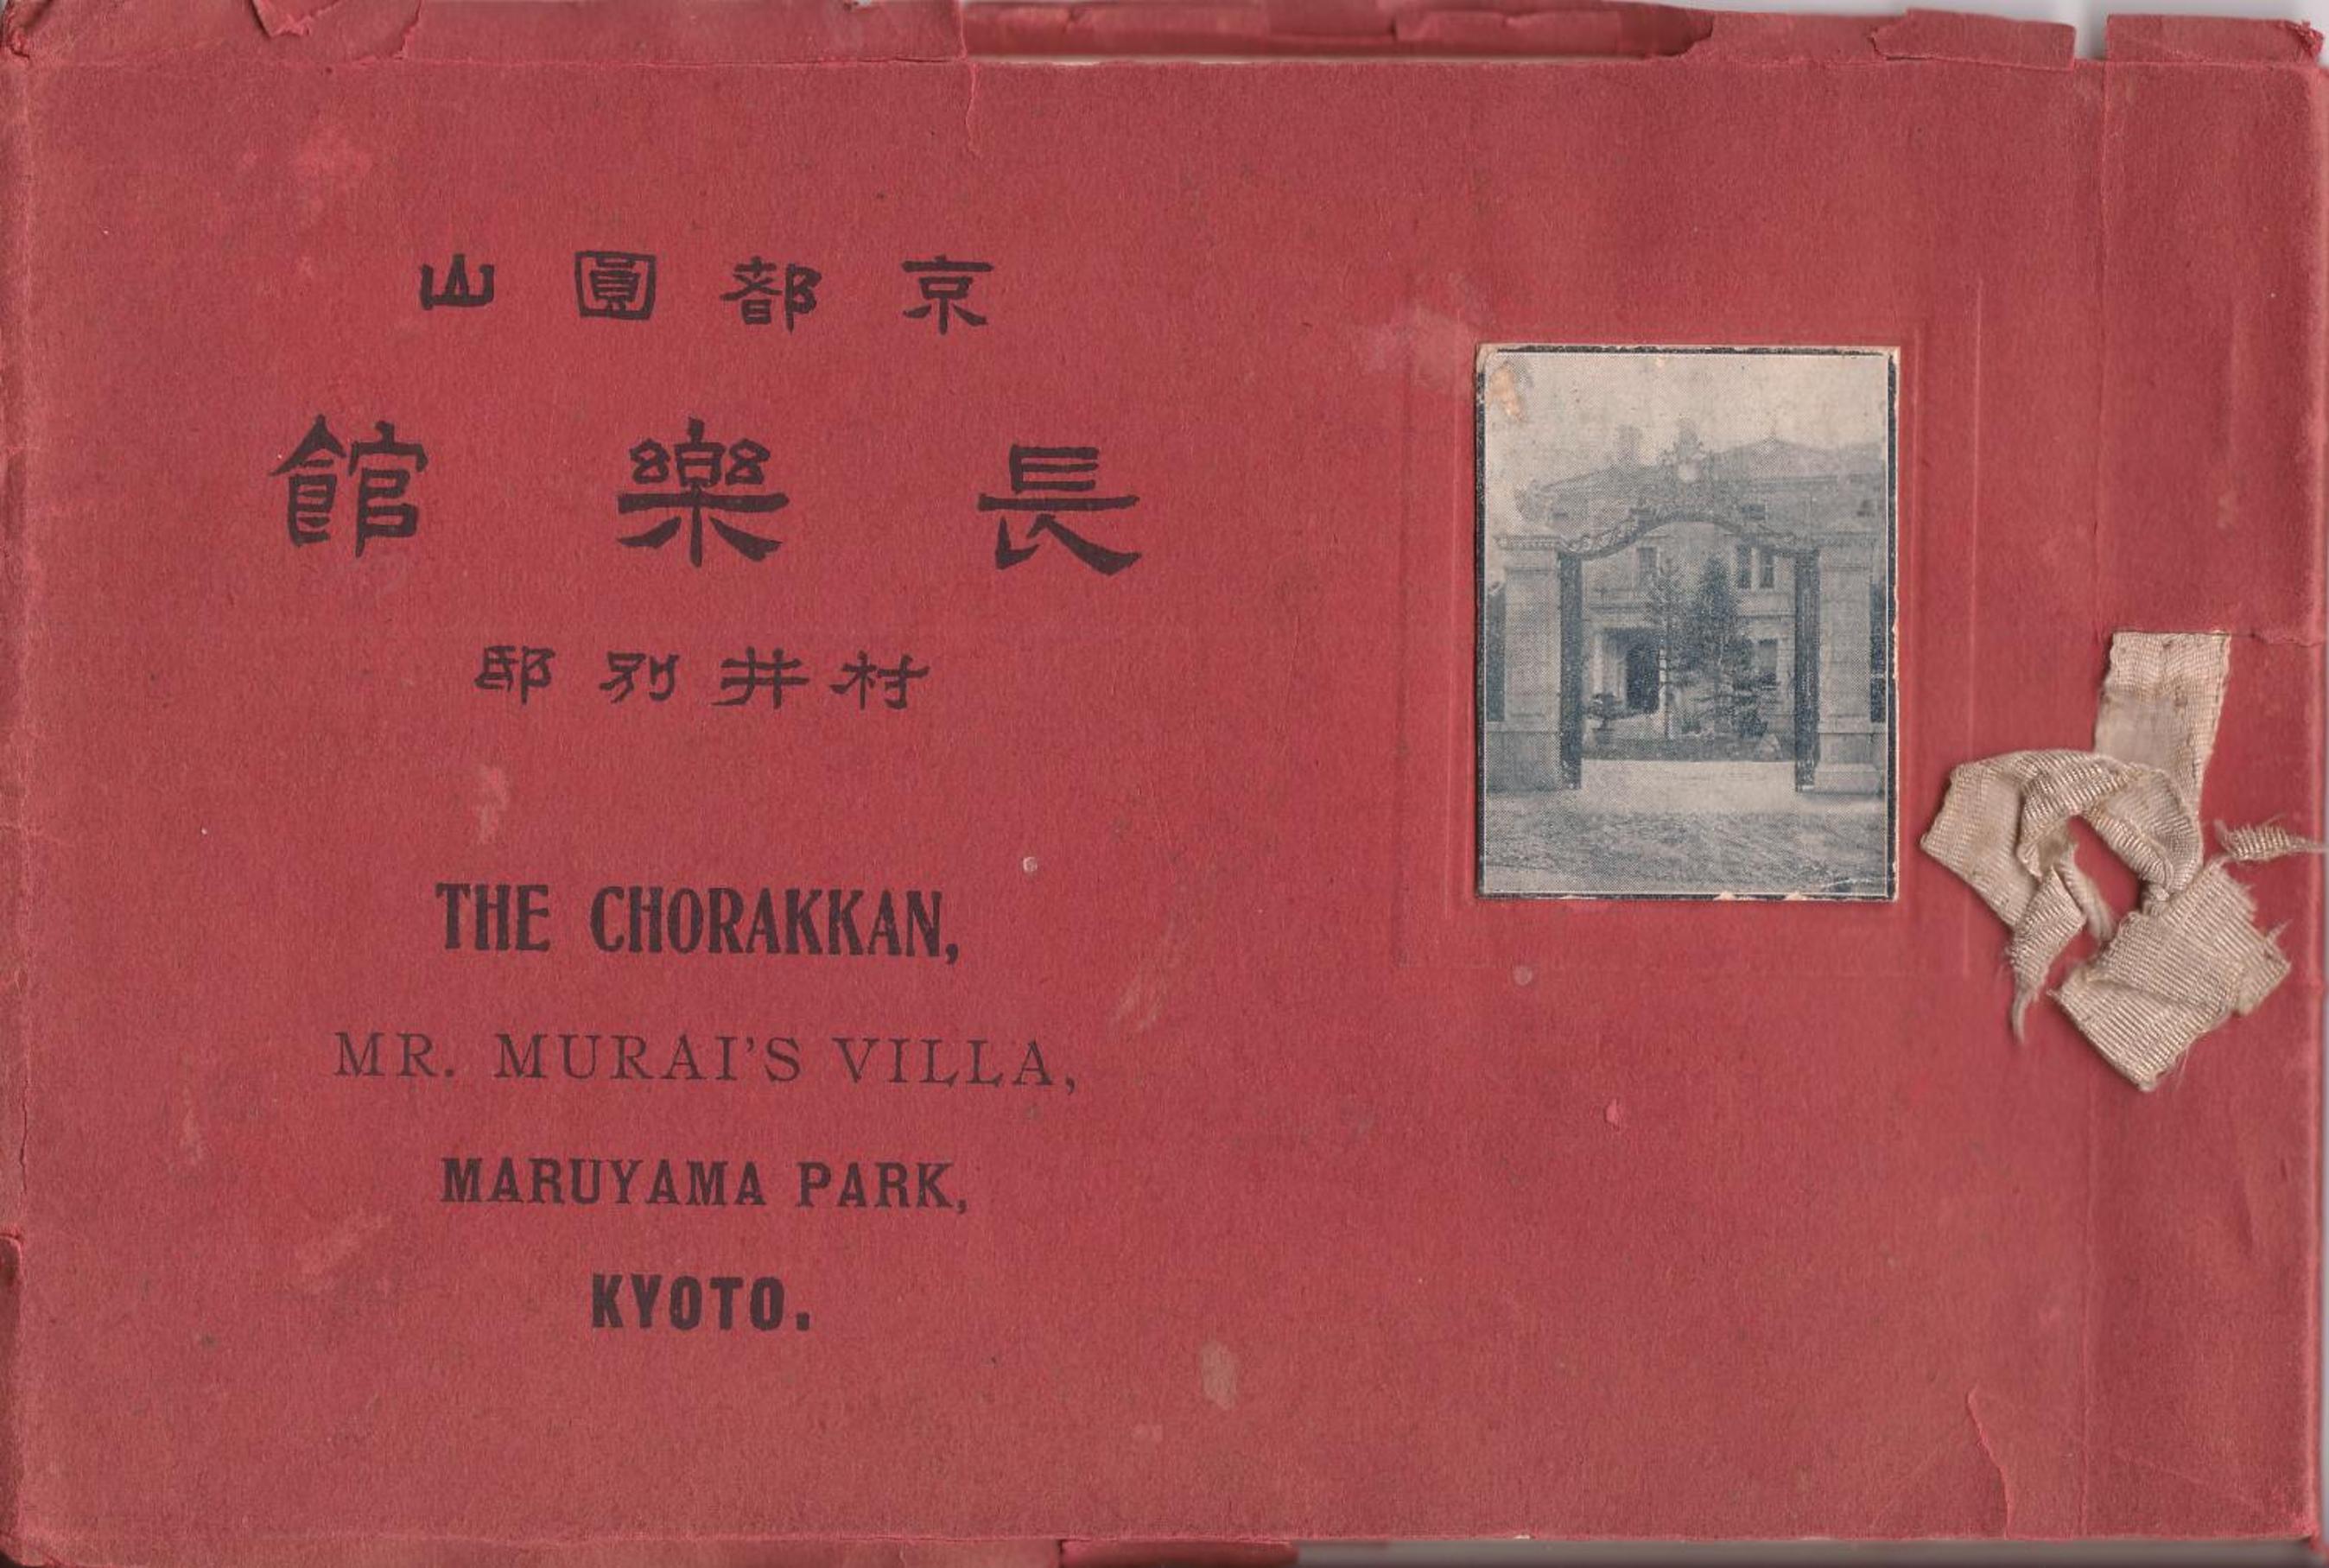 京都圓山
長樂館
村井別邸
THE CHORAKKAN,
MR. MURAI'S VILLA,
MARUYAMA PARK,
KYOTO.